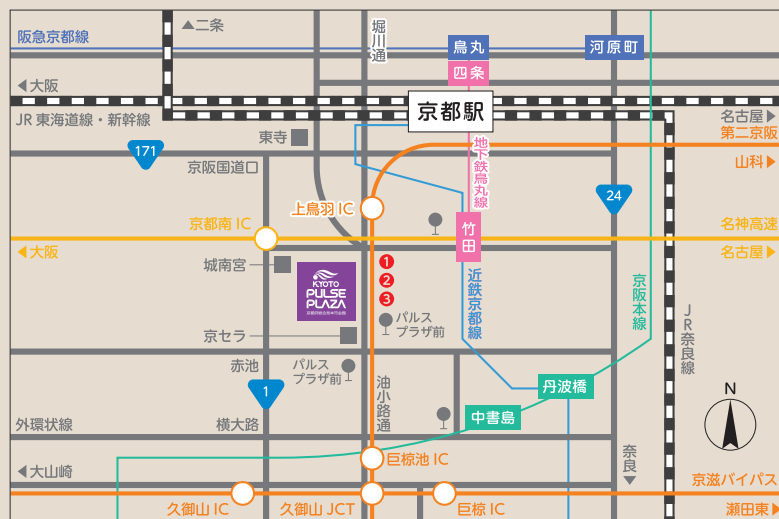 二条
堀川通
阪急京都線
烏丸
河原町
四条
大阪
京都駅
JR 東海道線・新幹線
名古屋
第二京阪
東寺
171
地下鉄烏丸線
京阪国道口
山科
24
上鳥羽 IC
京都南 IC
竹田
名神高速
大阪
名古屋
城南宮
1
2
3
KYOTO
PULSE
PLAZA
近鉄京都線
京阪本線
JR奈良線
パルス
プラザ前
京セラ
赤池
パルス
プラザ前
1
油小路通
丹波橋
中書島
N
外環状線
横大路
奈良
巨椋池 IC
大山崎
京滋バイパス
久御山 IC
久御山 JCT
巨椋 IC
瀬田東